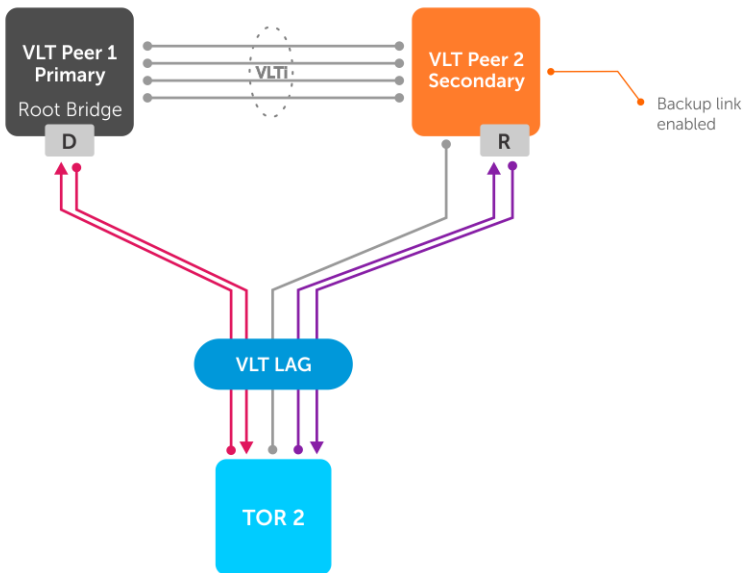 VLT Peer 1
Primary
Root Bridge
D
VLTi
VLT Peer 2
Secondary
R
Backup link
enabled
VLT LAG
TOR 2